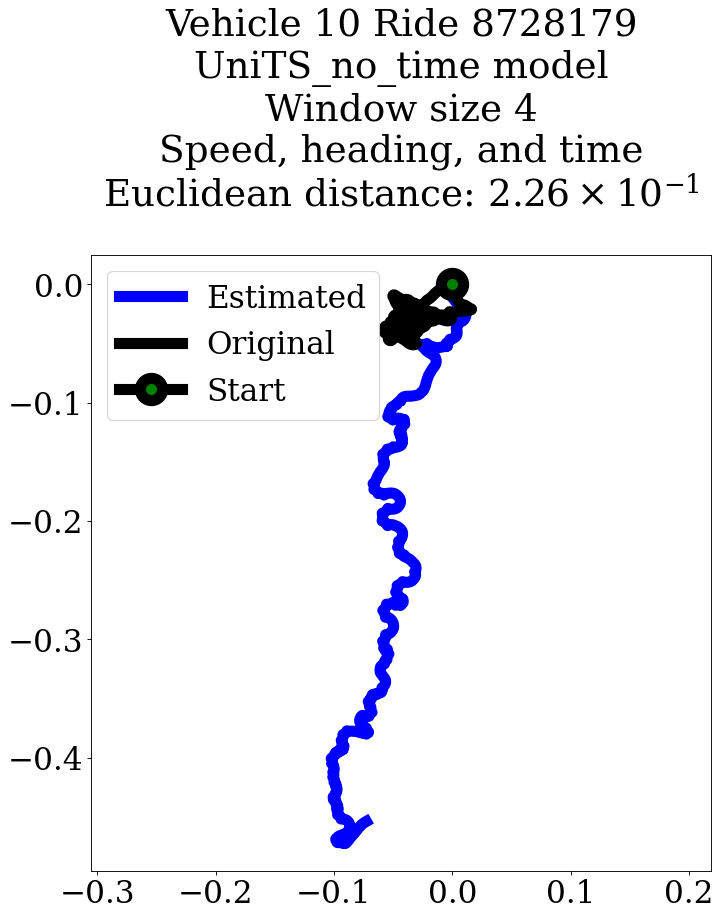 Vehicle 10 Ride 8728179
UniTS_no_time model
Window size 4
Speed, heading, and time
Euclidean distance: 2.26 × 10⁻¹
Estimated
Original
Start
0.0
−0.1
−0.2
−0.3
−0.4
−0.3 −0.2 −0.1 0.0 0.1 0.2